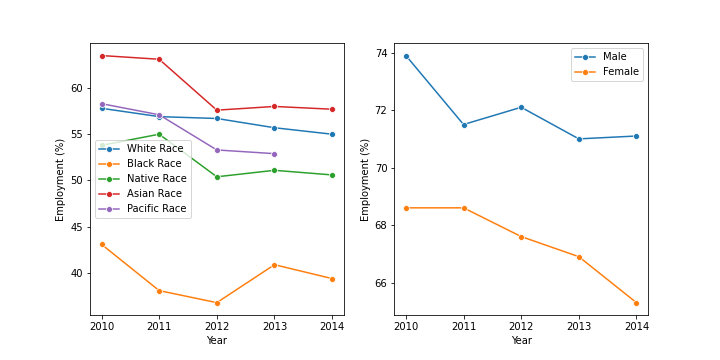 60
55
50
45
40
Employment (%)
White Race
Black Race
Native Race
Asian Race
Pacific Race
2010 2011 2012 2013 2014
Year
74
72
70
68
66
Employment (%)
Male
Female
2010 2011 2012 2013 2014
Year